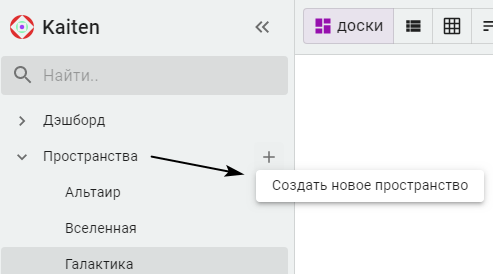 Kaiten
доски
Найти..
Дэшборд
Пространства
Создать новое пространство
Альтаир
Вселенная
Галактика